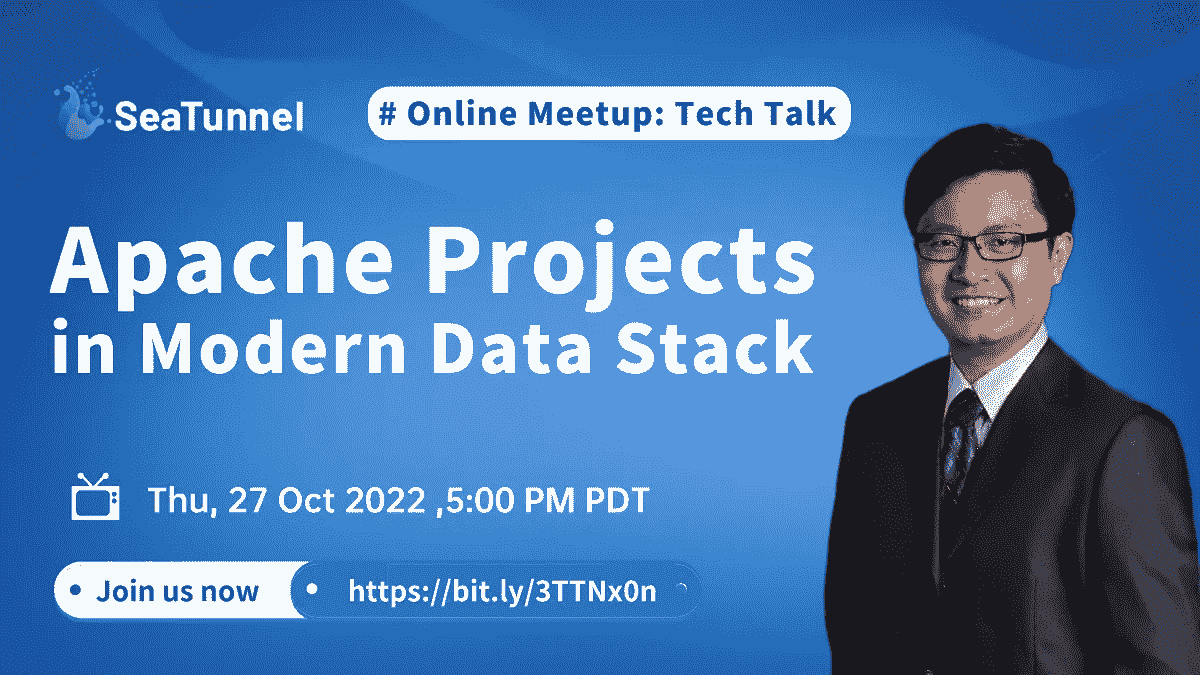 SeaTunnel
# Online Meetup: Tech Talk
Apache Projects
in Modern Data Stack
Thu, 27 Oct 2022 ,5:00 PM PDT
Join us now
https://bit.ly/3TTNx0n